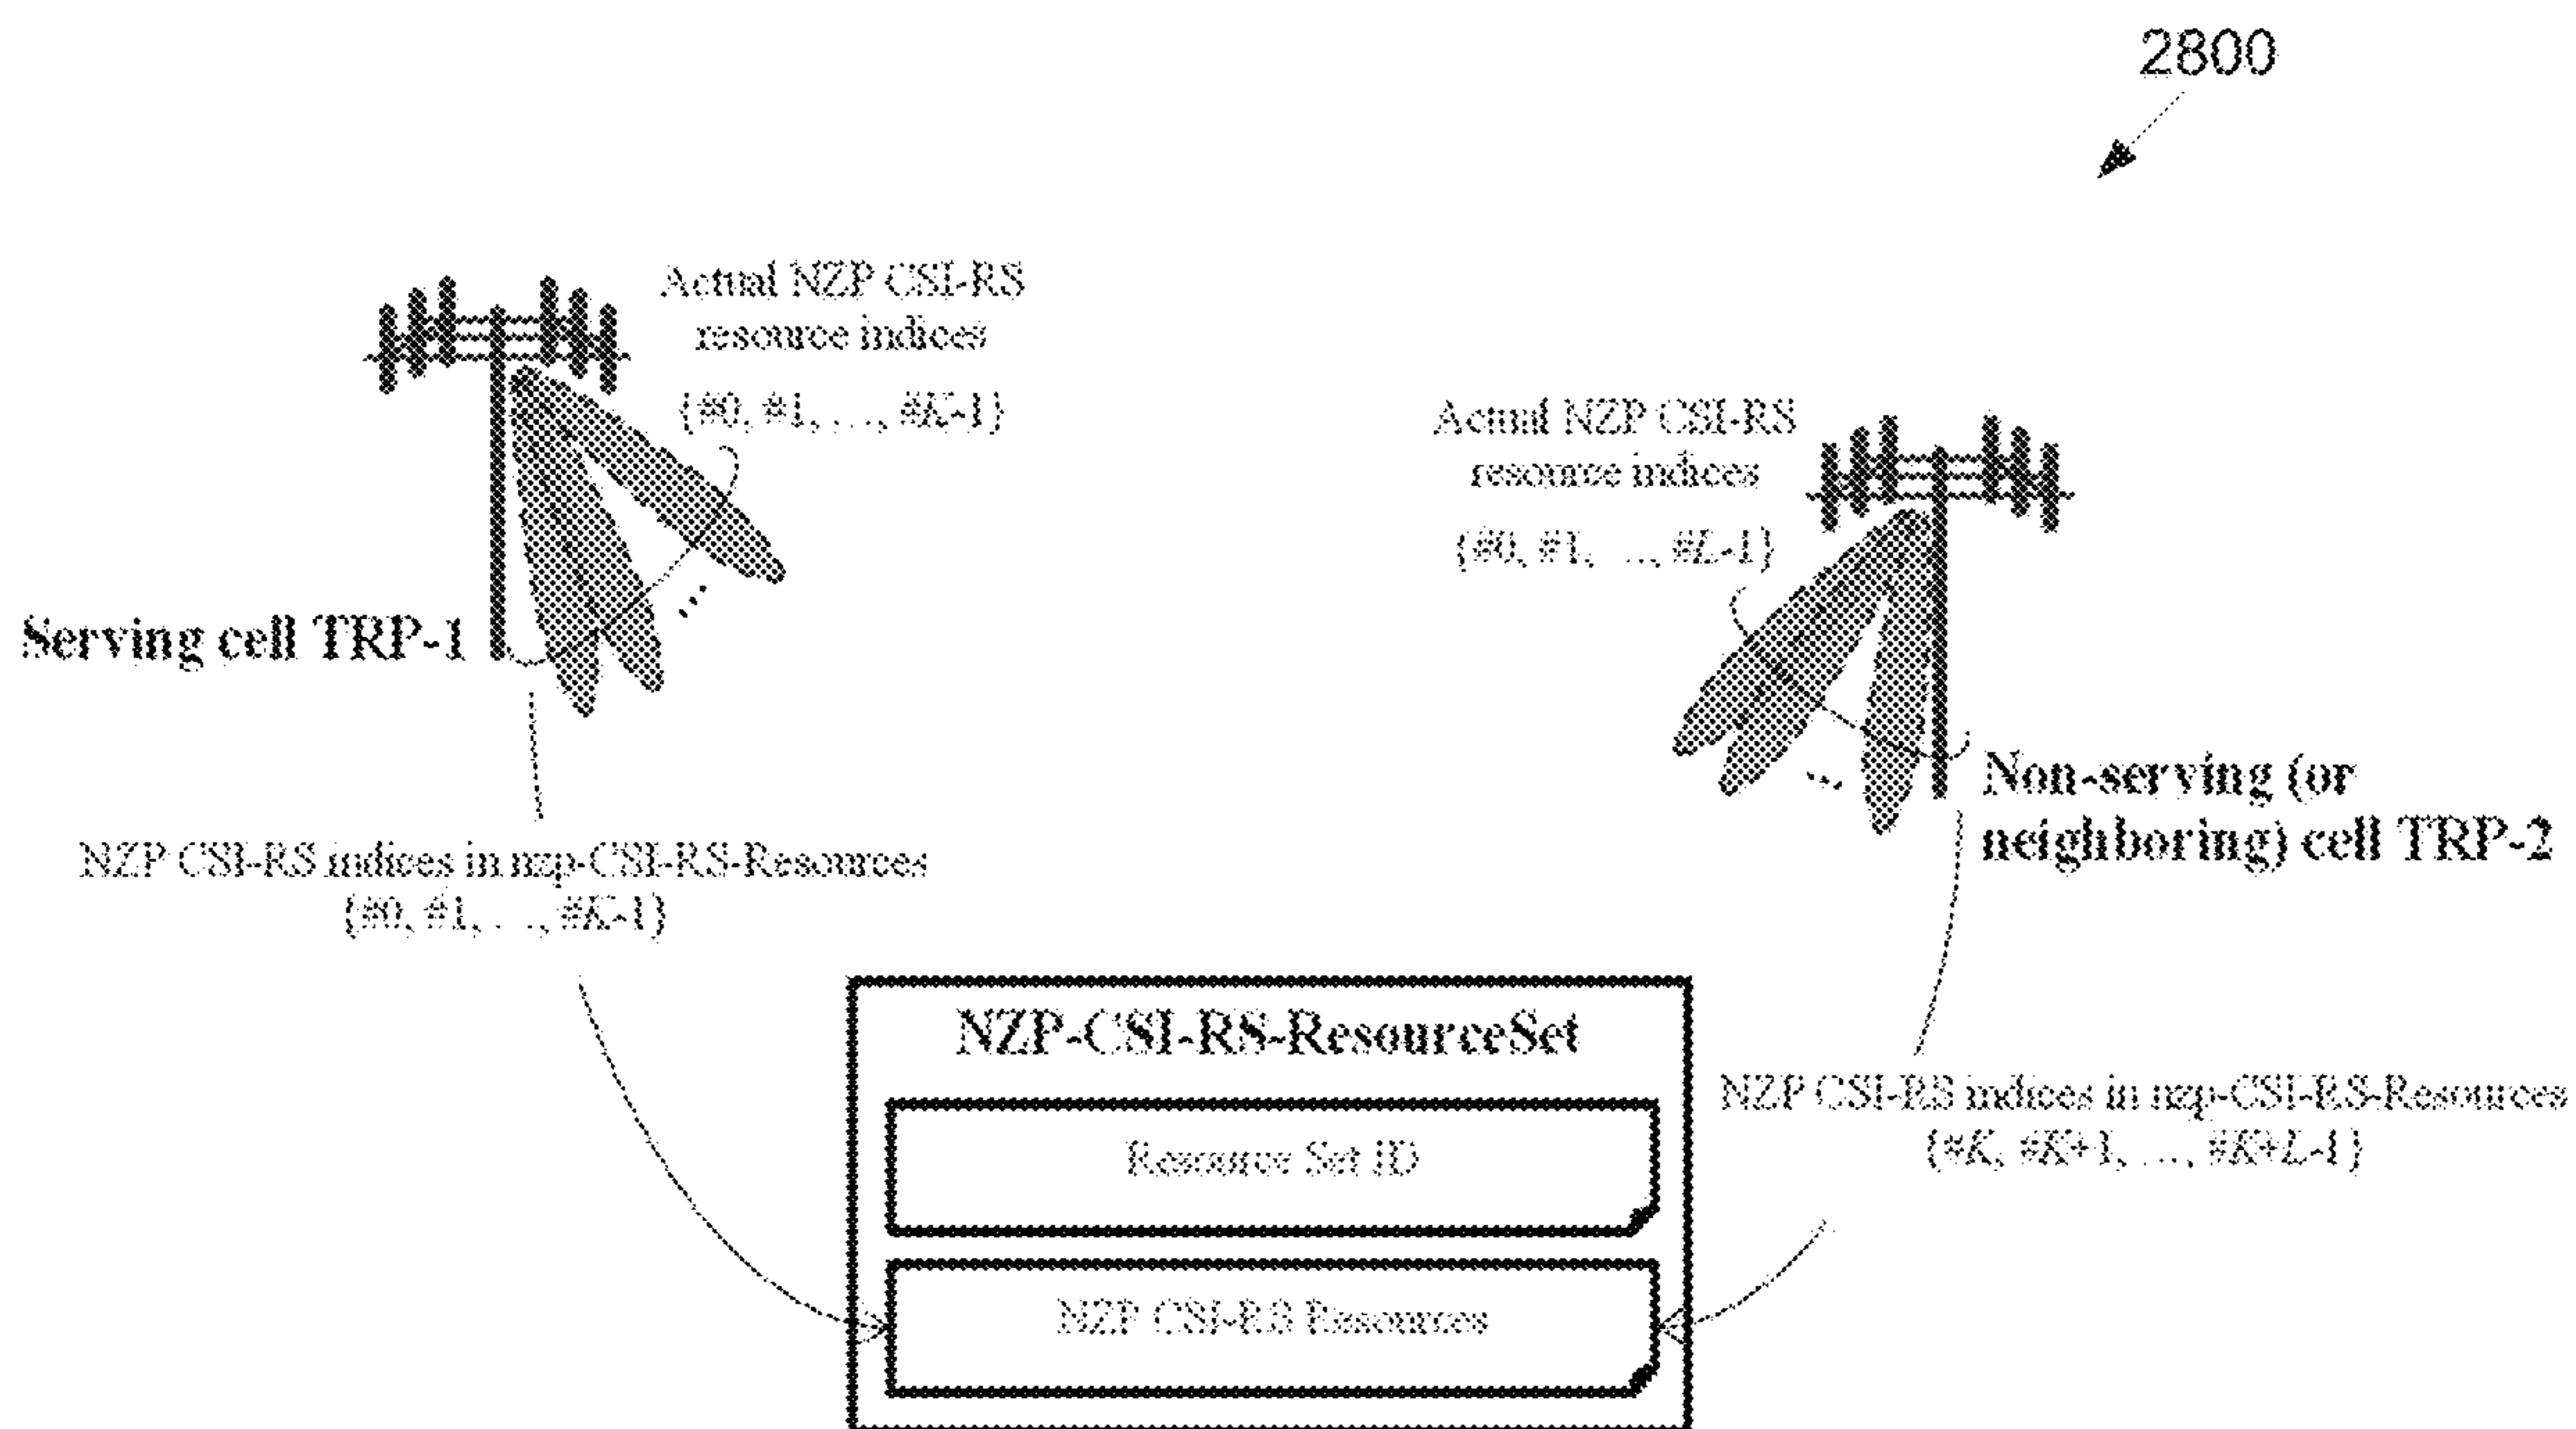 2800
Actual NZP CSI-RS
resource indices
{#0, #1, …, #K-1}
Serving cell TRP-1
Actual NZP CSI-RS
resource indices
{#0, #1, …, #L-1}
Non-serving (or
neighboring) cell TRP-2
NZP CSI-RS indices in nzp-CSI-RS-Resources
{#0, #1, …, #K-1}
NZP CSI-RS indices in nzp-CSI-RS-Resources
{#K, #K+1, …, #K+L-1}
NZP-CSI-RS-ResourceSet
Resource Set ID
NZP CSI-RS Resources